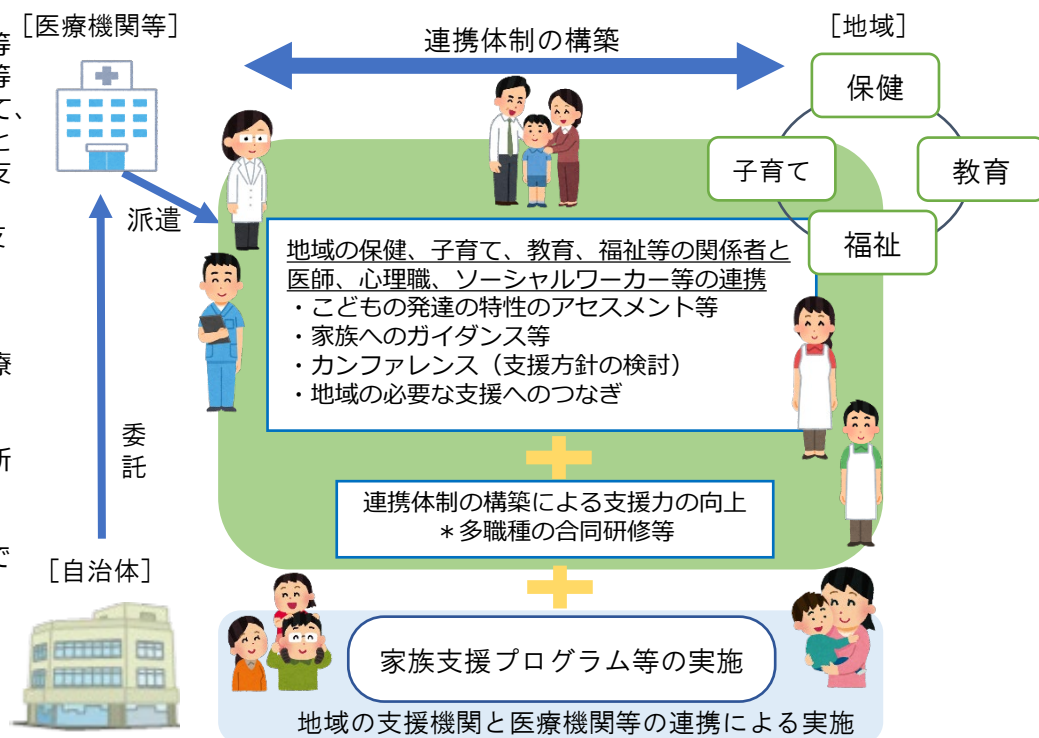 等
等
て、
と
支
支
療
所
で
［医療機関等］
連携体制の構築
［地域］
保健
子育て
教育
福祉
派遣
地域の保健、子育て、教育、福祉等の関係者と
医師、心理職、ソーシャルワーカー等の連携
・こどもの発達の特性のアセスメント等
・家族へのガイダンス等
・カンファレンス（支援方針の検討）
・地域の必要な支援へのつなぎ
委
託
連携体制の構築による支援力の向上
＊多職種の合同研修等
［自治体］
家族支援プログラム等の実施
地域の支援機関と医療機関等の連携による実施